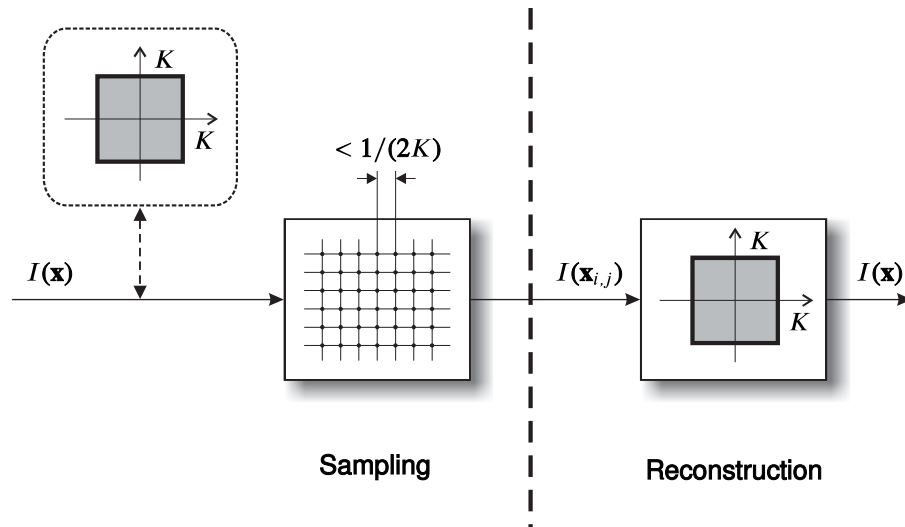 K
K
< 1/(2K)
I(x)
I(x_{i,j})
K
K
I(x)
Sampling
Reconstruction